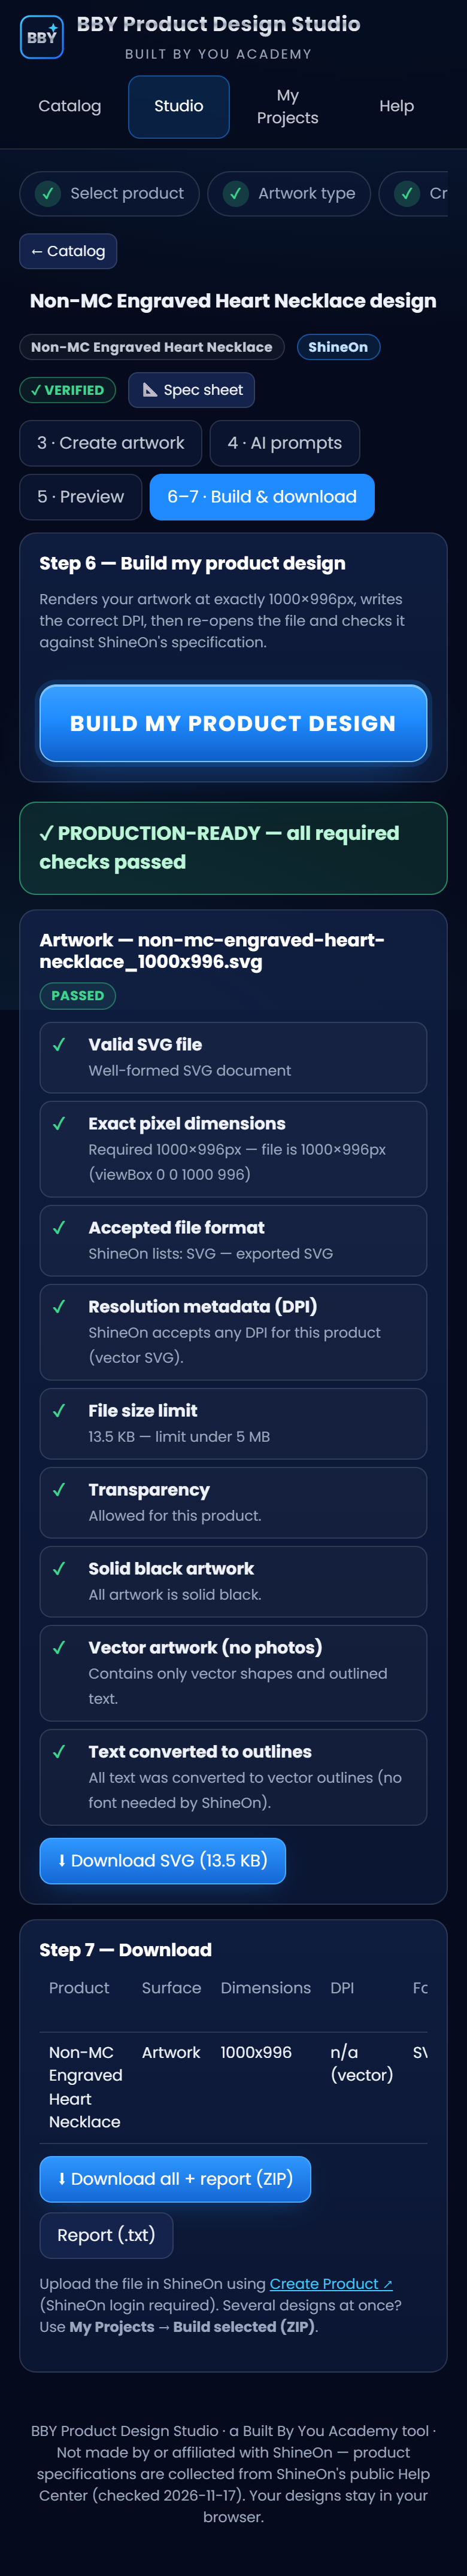 BBY
BBY Product Design Studio
BUILT BY YOU ACADEMY
Catalog
Studio
My
Projects
Help
✓ Select product
✓ Artwork type
✓ Cr
← Catalog
Non-MC Engraved Heart Necklace design
Non-MC Engraved Heart Necklace
ShineOn
✓ VERIFIED
📐 Spec sheet
3 · Create artwork
4 · AI prompts
5 · Preview
6–7 · Build & download
Step 6 — Build my product design
Renders your artwork at exactly 1000×996px, writes
the correct DPI, then re-opens the file and checks it
against ShineOn's specification.
BUILD MY PRODUCT DESIGN
✓ PRODUCTION-READY — all required
checks passed
Artwork — non-mc-engraved-heart-
necklace_1000x996.svg
PASSED
✓ Valid SVG file
Well-formed SVG document
✓ Exact pixel dimensions
Required 1000×996px — file is 1000×996px
(viewBox 0 0 1000 996)
✓ Accepted file format
ShineOn lists: SVG — exported SVG
✓ Resolution metadata (DPI)
ShineOn accepts any DPI for this product
(vector SVG).
✓ File size limit
13.5 KB — limit under 5 MB
✓ Transparency
Allowed for this product.
✓ Solid black artwork
All artwork is solid black.
✓ Vector artwork (no photos)
Contains only vector shapes and outlined
text.
✓ Text converted to outlines
All text was converted to vector outlines (no
font needed by ShineOn).
⬇ Download SVG (13.5 KB)
Step 7 — Download
Product Surface Dimensions DPI Fo
Non-MC Artwork 1000x996 n/a SV
Engraved (vector)
Heart
Necklace
⬇ Download all + report (ZIP)
Report (.txt)
Upload the file in ShineOn using Create Product ↗
(ShineOn login required). Several designs at once?
Use My Projects → Build selected (ZIP).
BBY Product Design Studio · a Built By You Academy tool ·
Not made by or affiliated with ShineOn — product
specifications are collected from ShineOn's public Help
Center (checked 2026-11-17). Your designs stay in your
browser.